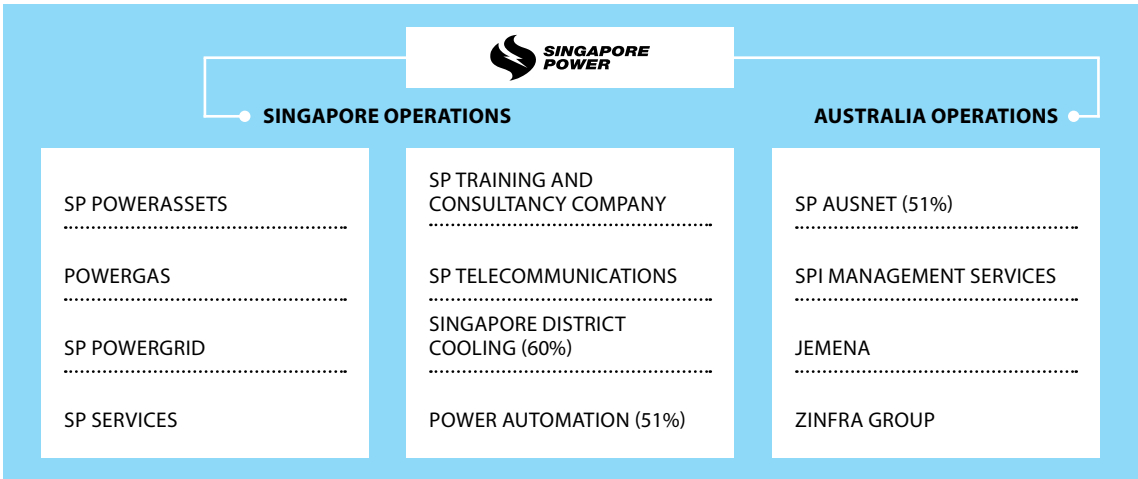 SINGAPORE
POWER
SINGAPORE OPERATIONS
AUSTRALIA OPERATIONS
SP POWERASSETS
POWERGAS
SP POWERGRID
SP SERVICES
SP TRAINING AND
CONSULTANCY COMPANY
SP TELECOMMUNICATIONS
SINGAPORE DISTRICT
COOLING (60%)
POWER AUTOMATION (51%)
SP AUSNET (51%)
SPI MANAGEMENT SERVICES
JEMENA
ZINFRA GROUP